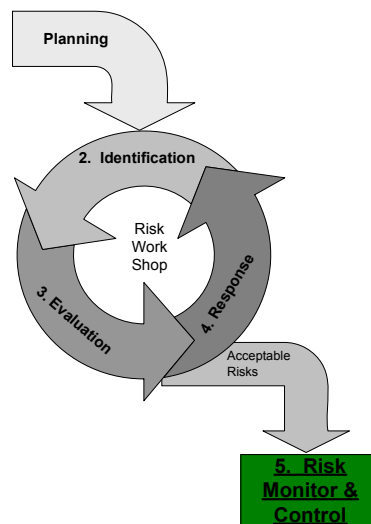 Planning
2. Identification
Risk
Work
Shop
3. Evaluation
4. Response
Acceptable
Risks
5. Risk
Monitor &
Control